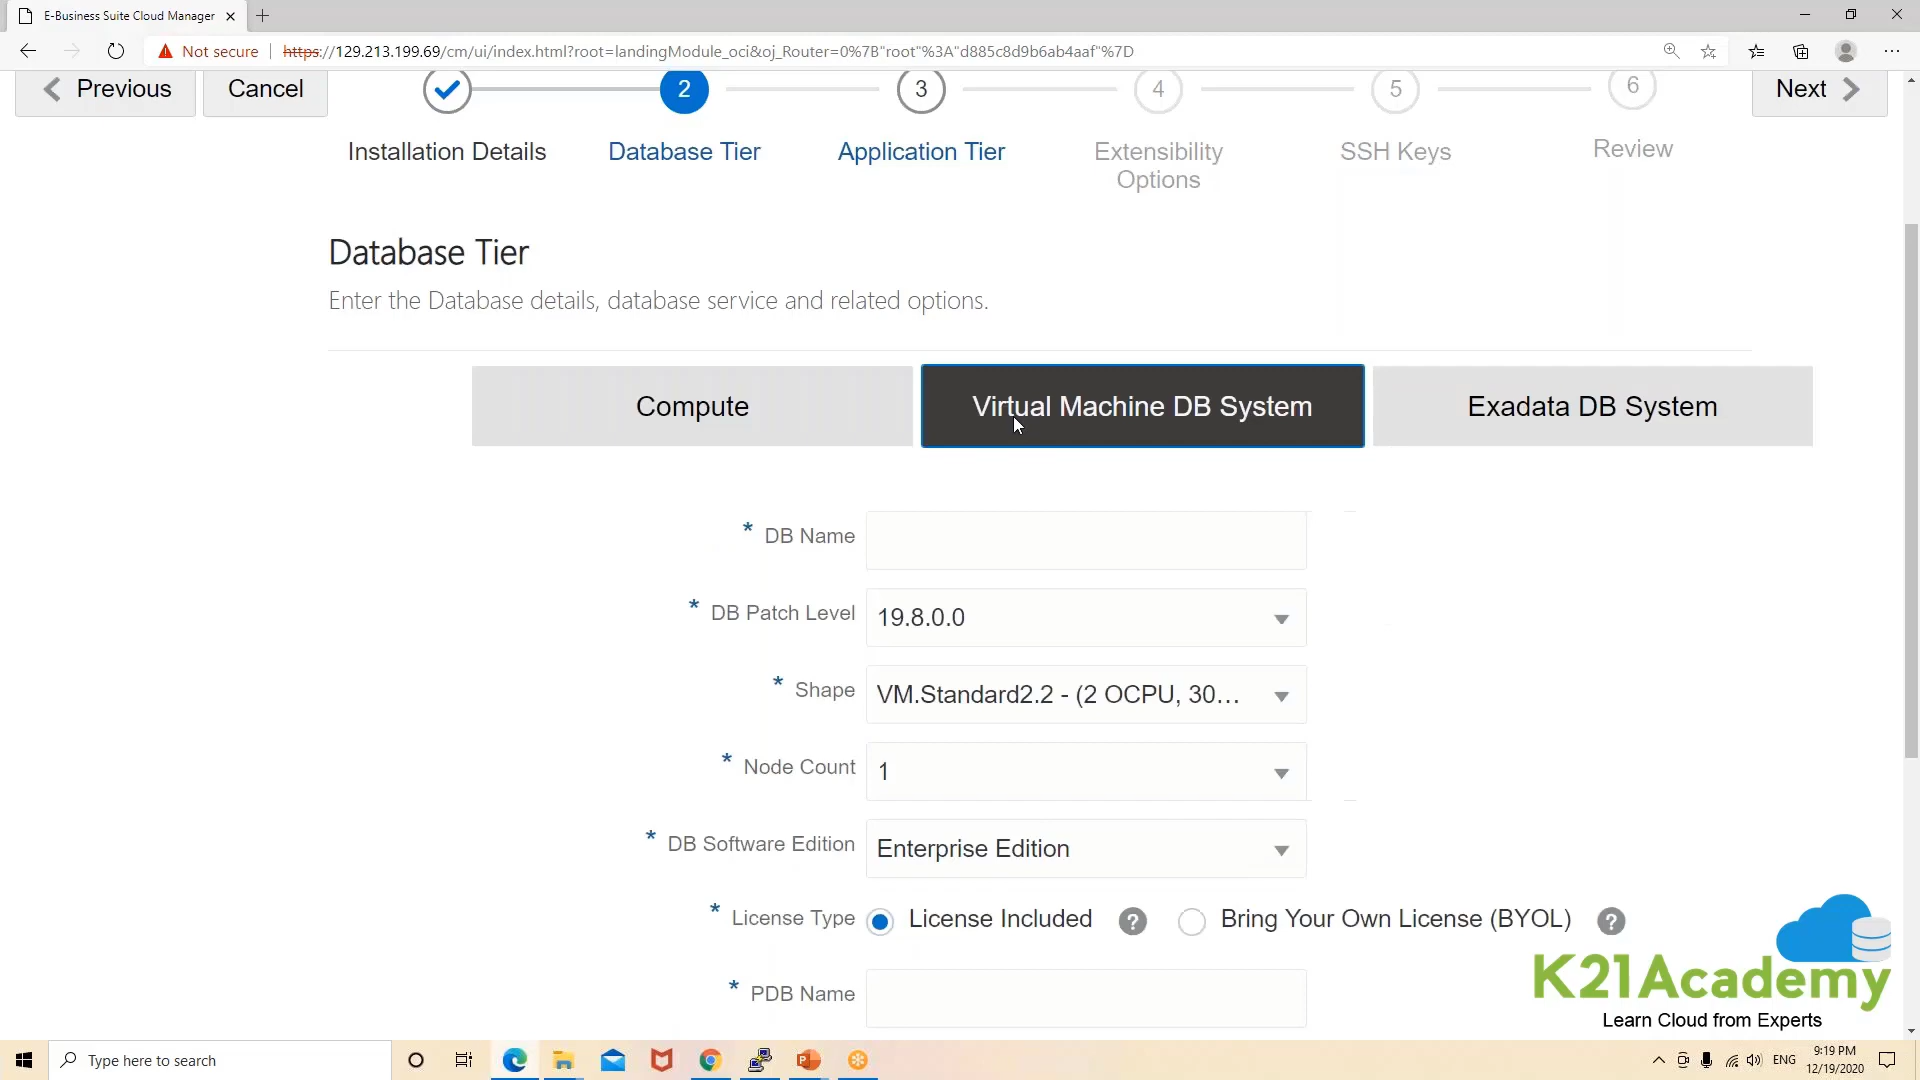 E-Business Suite Cloud Manager
Not secure
https://129.213.199.69/cm/ui/index.html?root=landingModule_oci&oj_Router=0%7B"root"%3A"d885c8d9b6ab4aaf"%7D
Previous
Cancel
2
3
4
5
6
Next
Installation Details
Database Tier
Application Tier
Extensibility
Options
SSH Keys
Review
Database Tier
Enter the Database details, database service and related options.
Compute
Virtual Machine DB System
Exadata DB System
* DB Name
* DB Patch Level
19.8.0.0
* Shape
VM.Standard2.2 - (2 OCPU, 30...
* Node Count
1
* DB Software Edition
Enterprise Edition
* License Type
License Included ?
Bring Your Own License (BYOL) ?
* PDB Name
K21Academy
Learn Cloud from Experts
Type here to search
ENG
9:19 PM
12/19/2020